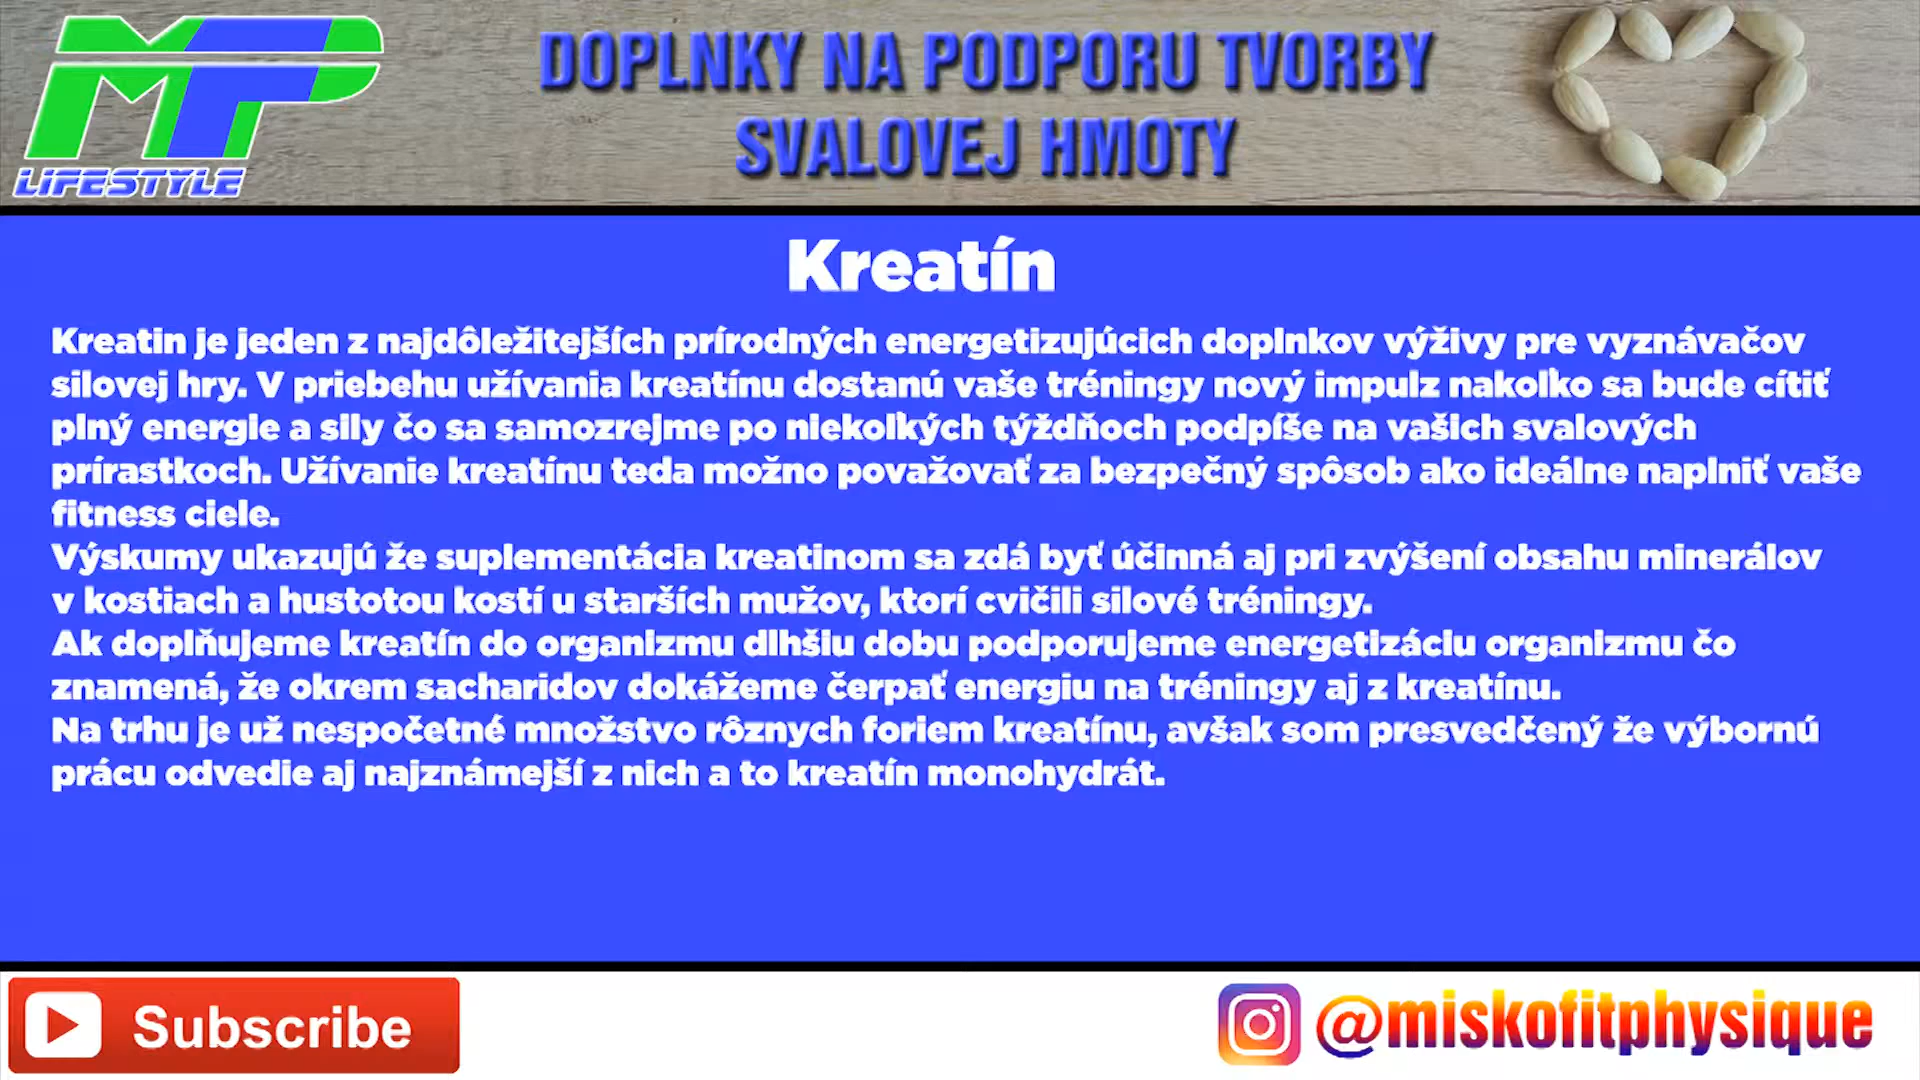 MP
LIFESTYLE
DOPLNKY NA PODPORU TVORBY
SVALOVEJ HMOTY
Kreatín
Kreatin je jeden z najdôležitejších prírodných energetizujúcich doplnkov výživy pre vyznávačov
silovej hry. V priebehu užívania kreatínu dostanú vaše tréningy nový impulz nakoľko sa bude cítiť
plný energie a sily čo sa samozrejme po niekoľkých týždňoch podpíše na vašich svalových
prírastkoch. Užívanie kreatínu teda možno považovať za bezpečný spôsob ako ideálne naplniť vaše
fitness ciele.
Výskumy ukazujú že suplementácia kreatinom sa zdá byť účinná aj pri zvýšení obsahu minerálov
v kostiach a hustotou kostí u starších mužov, ktorí cvičili silové tréningy.
Ak doplňujeme kreatín do organizmu dlhšiu dobu podporujeme energetizáciu organizmu čo
znamená, že okrem sacharidov dokážeme čerpať energiu na tréningy aj z kreatínu.
Na trhu je už nespočetné množstvo rôznych foriem kreatínu, avšak som presvedčený že výbornú
prácu odvedie aj najznámejší z nich a to kreatín monohydrát.
Subscribe
@miskofitphysique